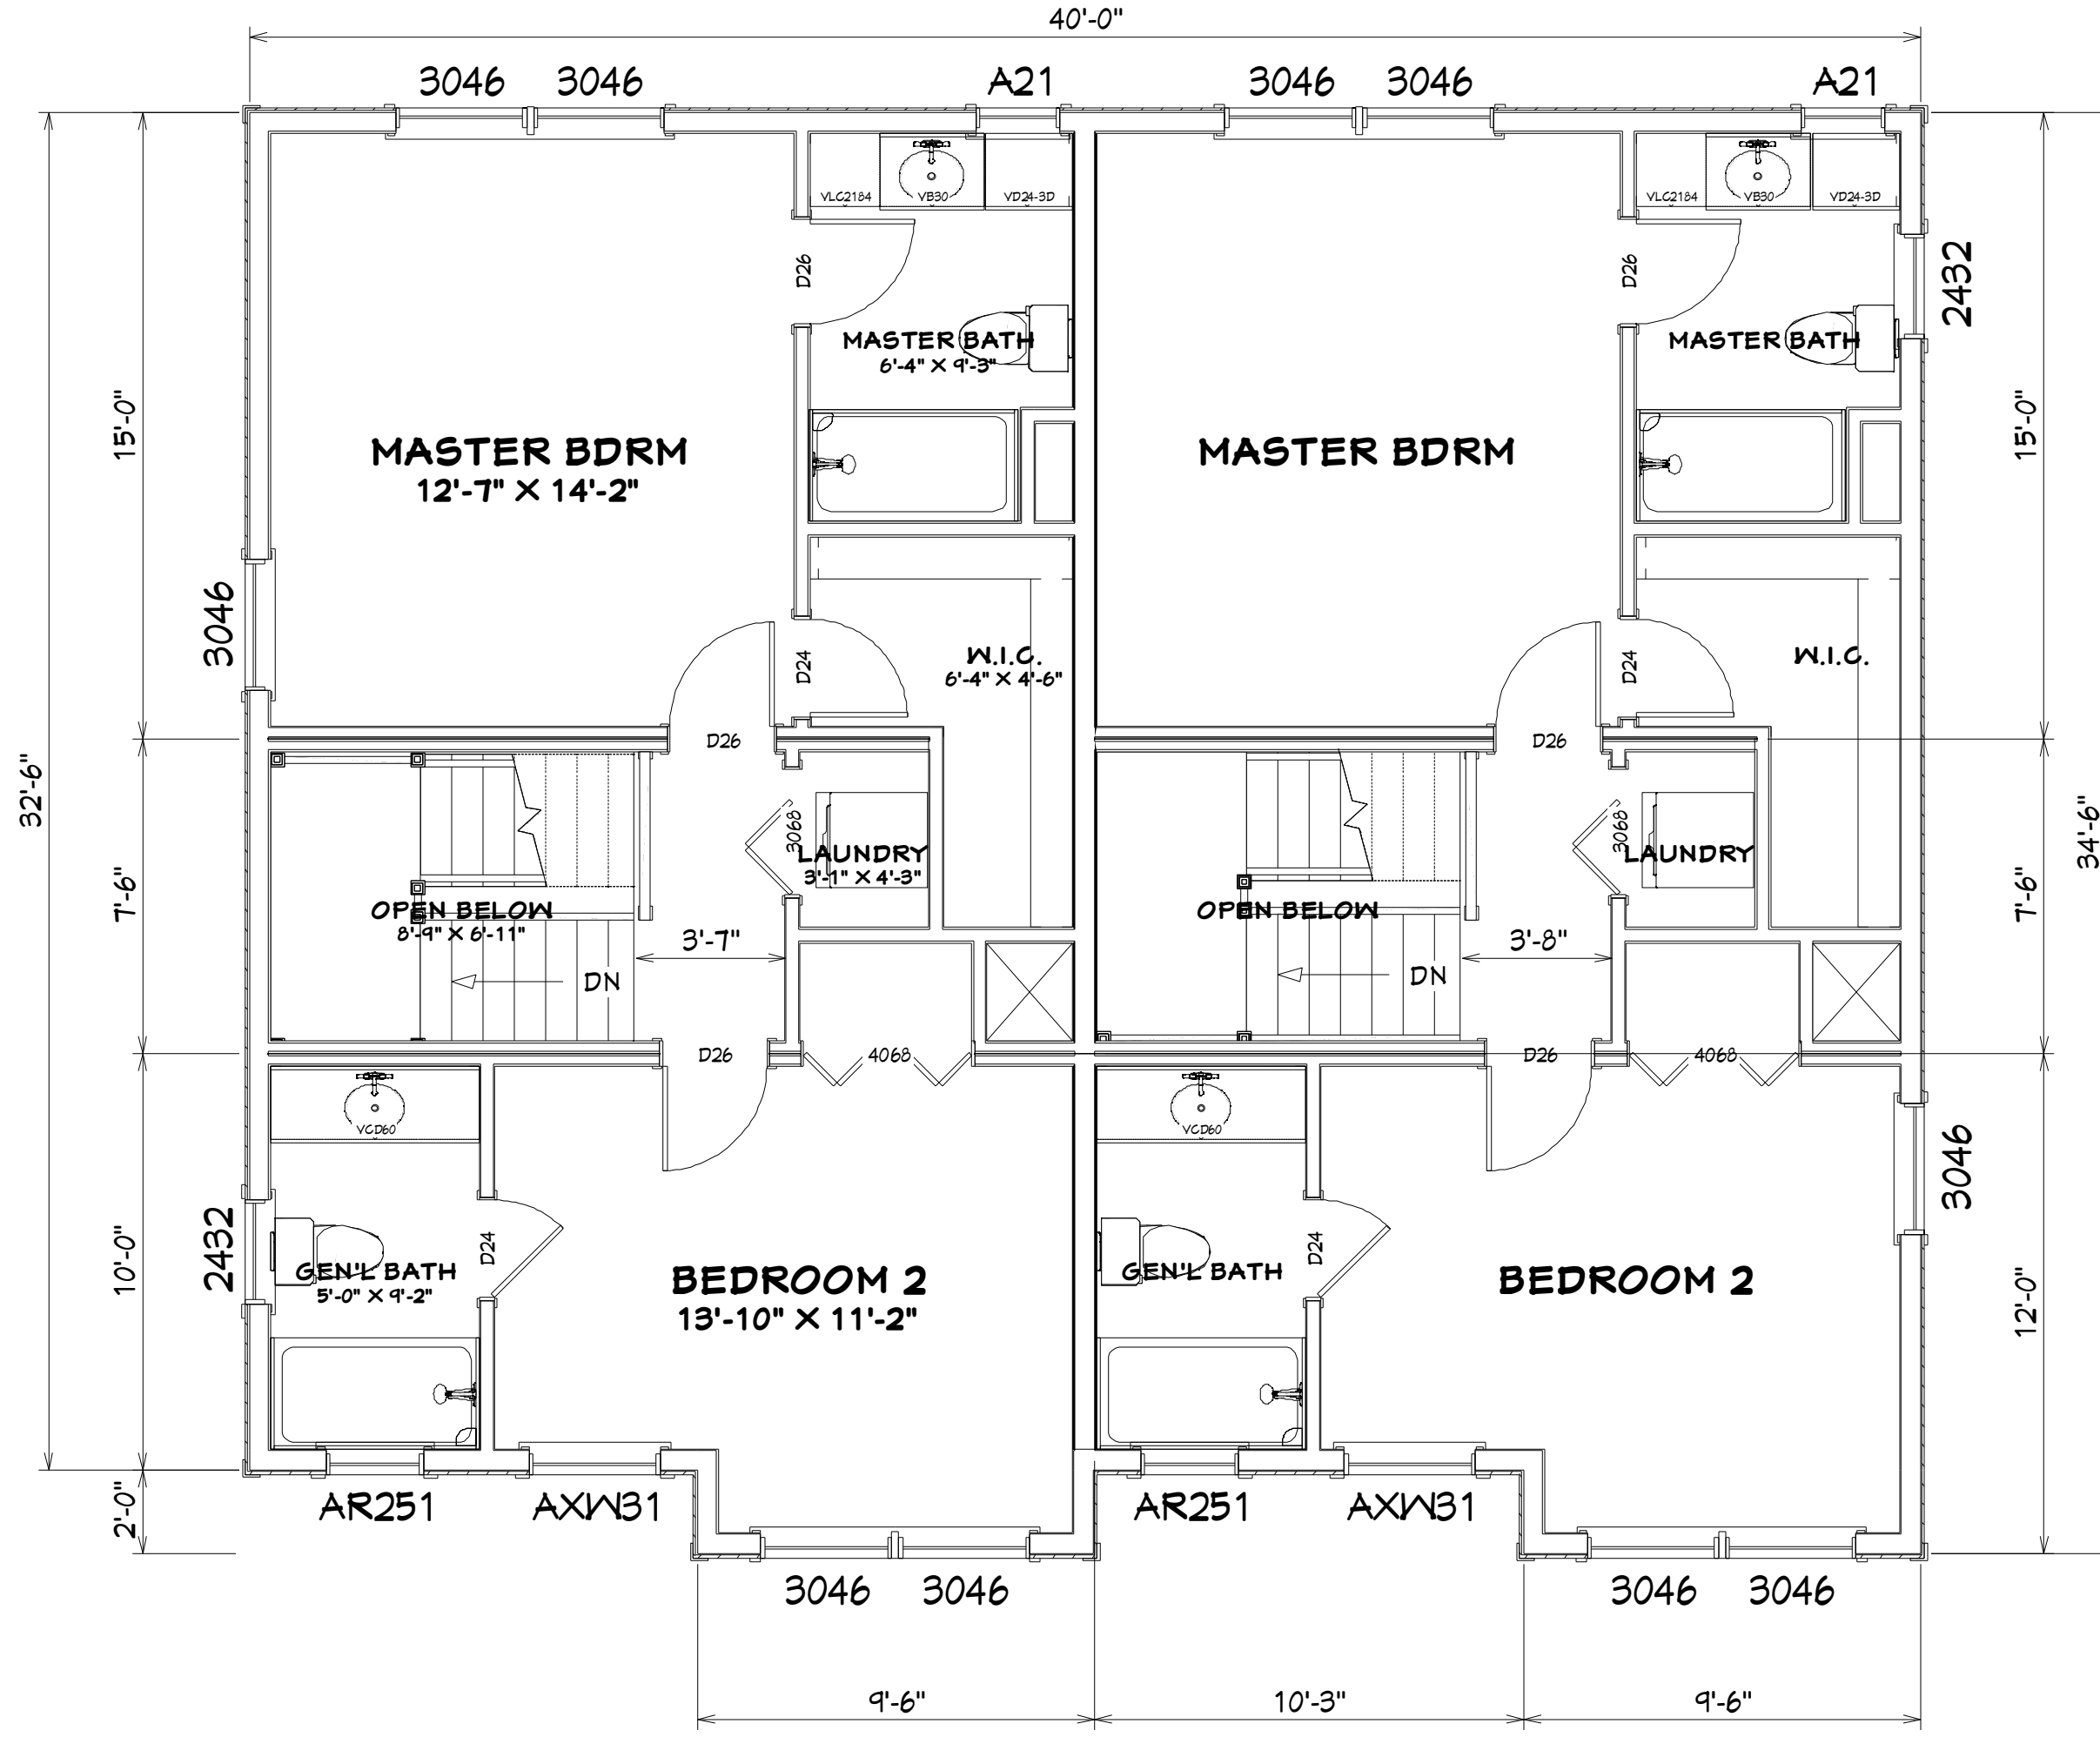 40'-0"
3046 3046 A21 3046 3046 A21
VLC2184 VB30 VD24-3D VLC2184 VB30 VD24-3D
D26 D26 2432
MASTER BATH MASTER BATH
6'-4" X 9'-3"
15'-0" 15'-0"
MASTER BDRM MASTER BDRM
12'-7" X 14'-2"
3046
D24 D24
W.I.C. W.I.C.
6'-4" X 4'-6"
D26 D26
32'-6" 34'-6"
3068 3068
LAUNDRY LAUNDRY
3'-1" X 4'-3"
7'-6" 7'-6"
OPEN BELOW OPEN BELOW
8'-9" X 6'-11"
3'-7" 3'-8"
DN DN
D26 4068 D26 4068
VCD60 VCD60
3046
2432 D24 D24
GEN'L BATH GEN'L BATH
5'-0" X 9'-2"
BEDROOM 2 BEDROOM 2
13'-10" X 11'-2"
10'-0" 12'-0"
2'-0"
AR251 AXW31 AR251 AXW31
3046 3046 3046 3046
9'-6" 10'-3" 9'-6"